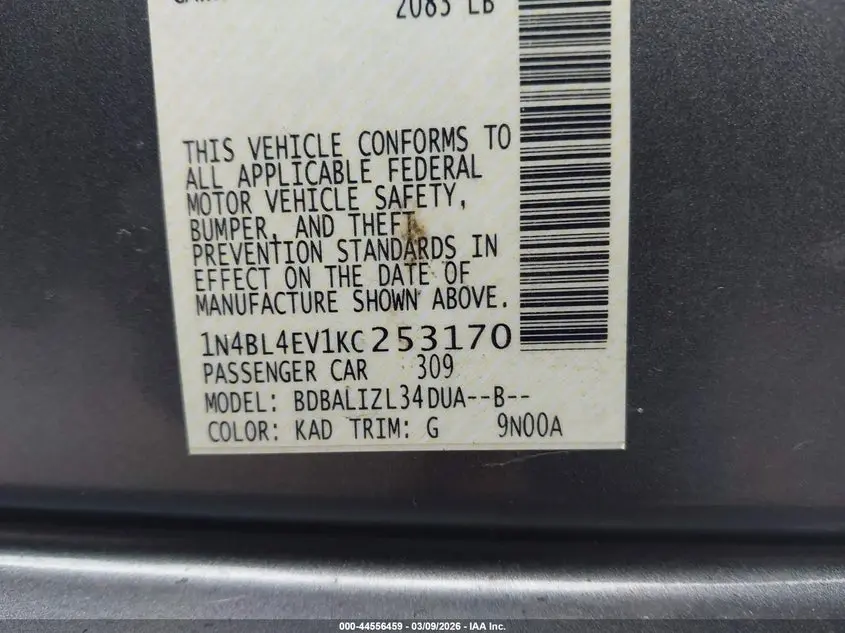 2083 LB
THIS VEHICLE CONFORMS TO
ALL APPLICABLE FEDERAL
MOTOR VEHICLE SAFETY,
BUMPER, AND THEFT
PREVENTION STANDARDS IN
EFFECT ON THE DATE OF
MANUFACTURE SHOWN ABOVE.
1N4BL4EV1KC253170
PASSENGER CAR 309
MODEL: BDBALIZL34DUA--B--
COLOR: KAD TRIM: G 9N00A
000-44556459 | 03/09/2026 - IAA Inc.